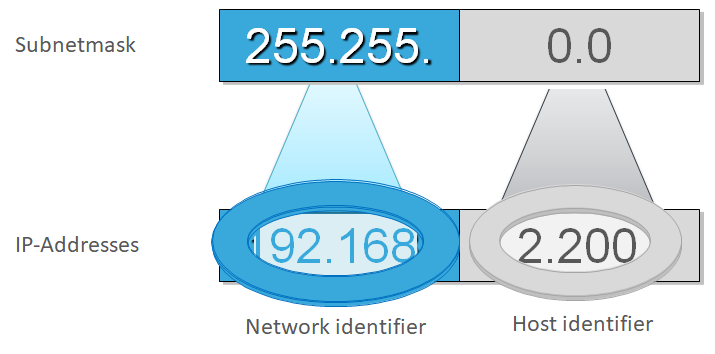 Subnetmask 255.255. 0.0
IP-Addresses 192.168 2.200
Network identifier Host identifier